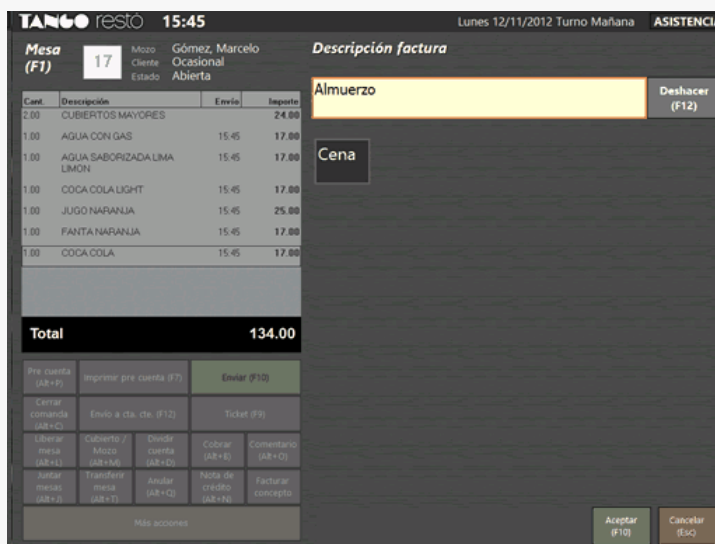 TANGO restó 15:45 Lunes 12/11/2012 Turno Mañana ASISTENCIA
Mesa (F1)
17
Mozo Gómez, Marcelo
Cliente Ocasional
Estado Abierta
Cant. Descripción Envío Importe
2.00 CUBIERTOS MAYORES 24.00
1.00 AGUA CON GAS 15:45 17.00
1.00 AGUA SABORIZADA LIMA 15:45 17.00
LIMON
1.00 COCA COLA LIGHT 15:45 17.00
1.00 JUGO NARANJA 15:45 25.00
1.00 FANTA NARANJA 15:45 17.00
1.00 COCA COLA 15:45 17.00
Total 134.00
Pre cuenta
(Alt+P)
Imprimir pre cuenta (F7)
Enviar (F10)
Cerrar
comanda
(Alt+C)
Envío a cta. cte. (F12)
Ticket (F9)
Liberar
mesa
(Alt+L)
Cubierto /
Mozo
(Alt+M)
Dividir
cuenta
(Alt+D)
Cobrar
(Alt+E)
Comentario
(Alt+O)
Juntar
mesas
(Alt+J)
Transferir
mesa
(Alt+T)
Anular
(Alt+Q)
Nota de
crédito
(Alt+N)
Facturar
concepto
Más acciones
Descripción factura
Almuerzo
Deshacer
(F12)
Cena
Aceptar
(F10)
Cancelar
(Esc)